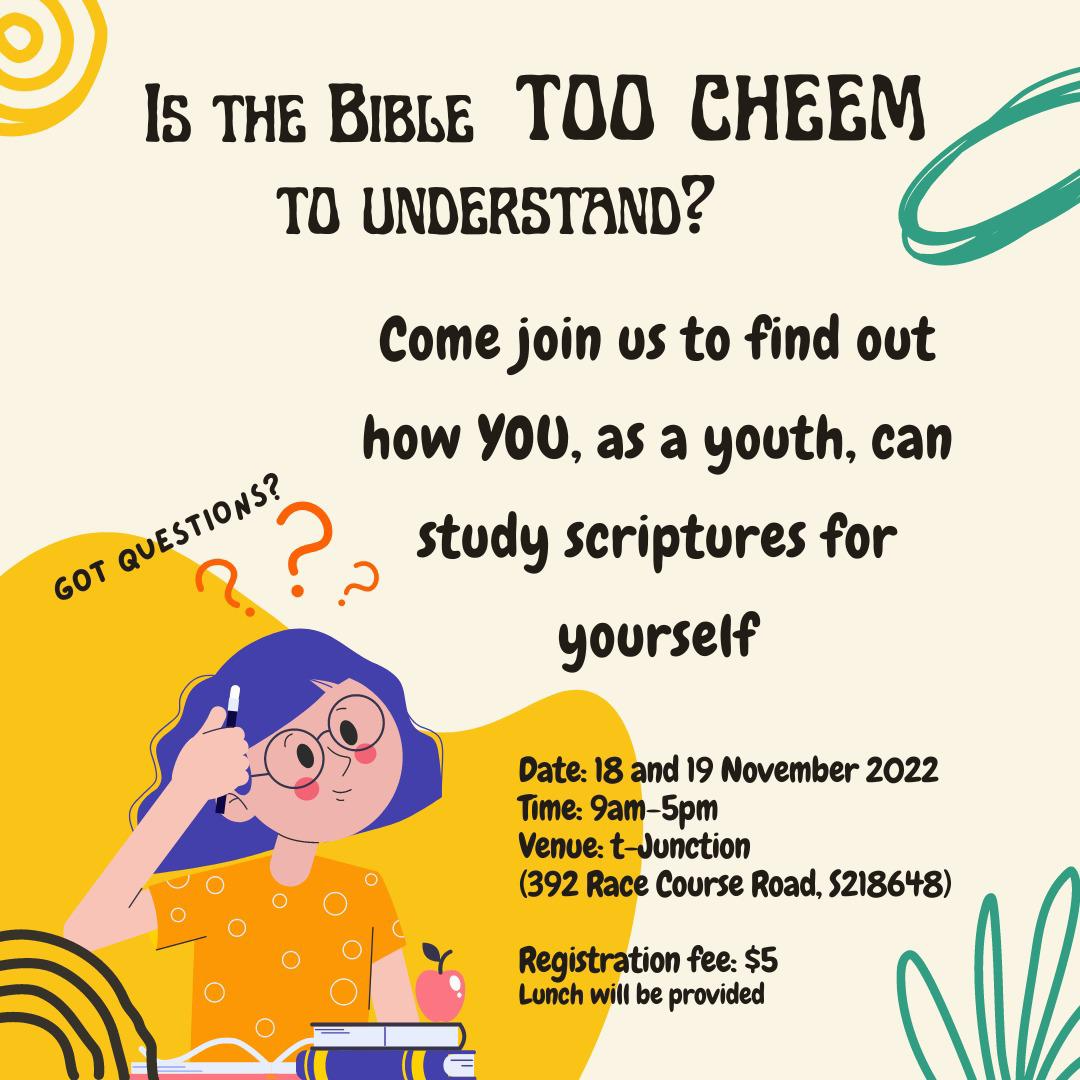 Is the Bible TOO CHEEM
to understand?
Come join us to find out
how YOU, as a youth, can
study scriptures for
yourself
GOT QUESTIONS?
Date: 18 and 19 November 2022
Time: 9am-5pm
Venue: t-Junction
(392 Race Course Road, S218648)
Registration fee: $5
Lunch will be provided